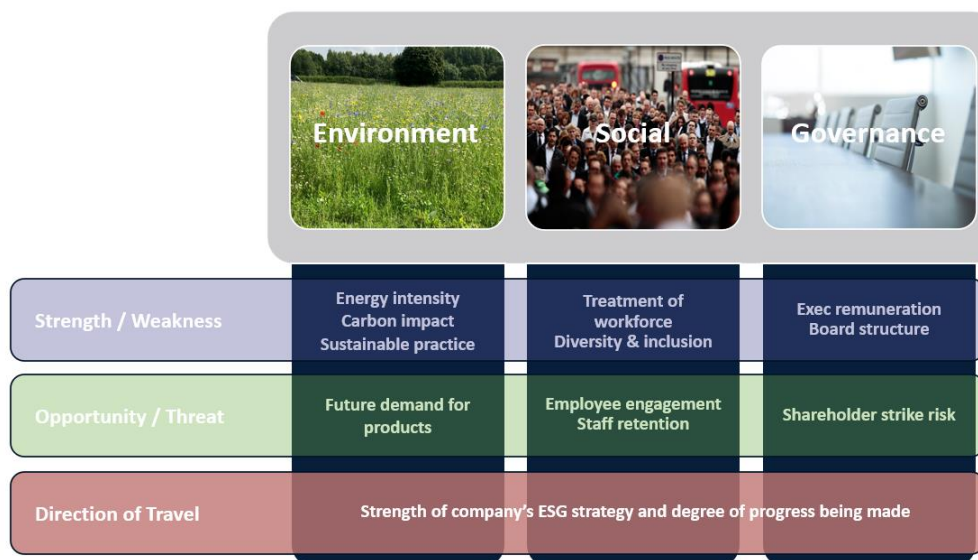 Environment
Social
Governance
Strength / Weakness
Energy intensity
Carbon impact
Sustainable practice
Treatment of
workforce
Diversity & inclusion
Exec remuneration
Board structure
Opportunity / Threat
Future demand for
products
Employee engagement
Staff retention
Shareholder strike risk
Direction of Travel
Strength of company's ESG strategy and degree of progress being made